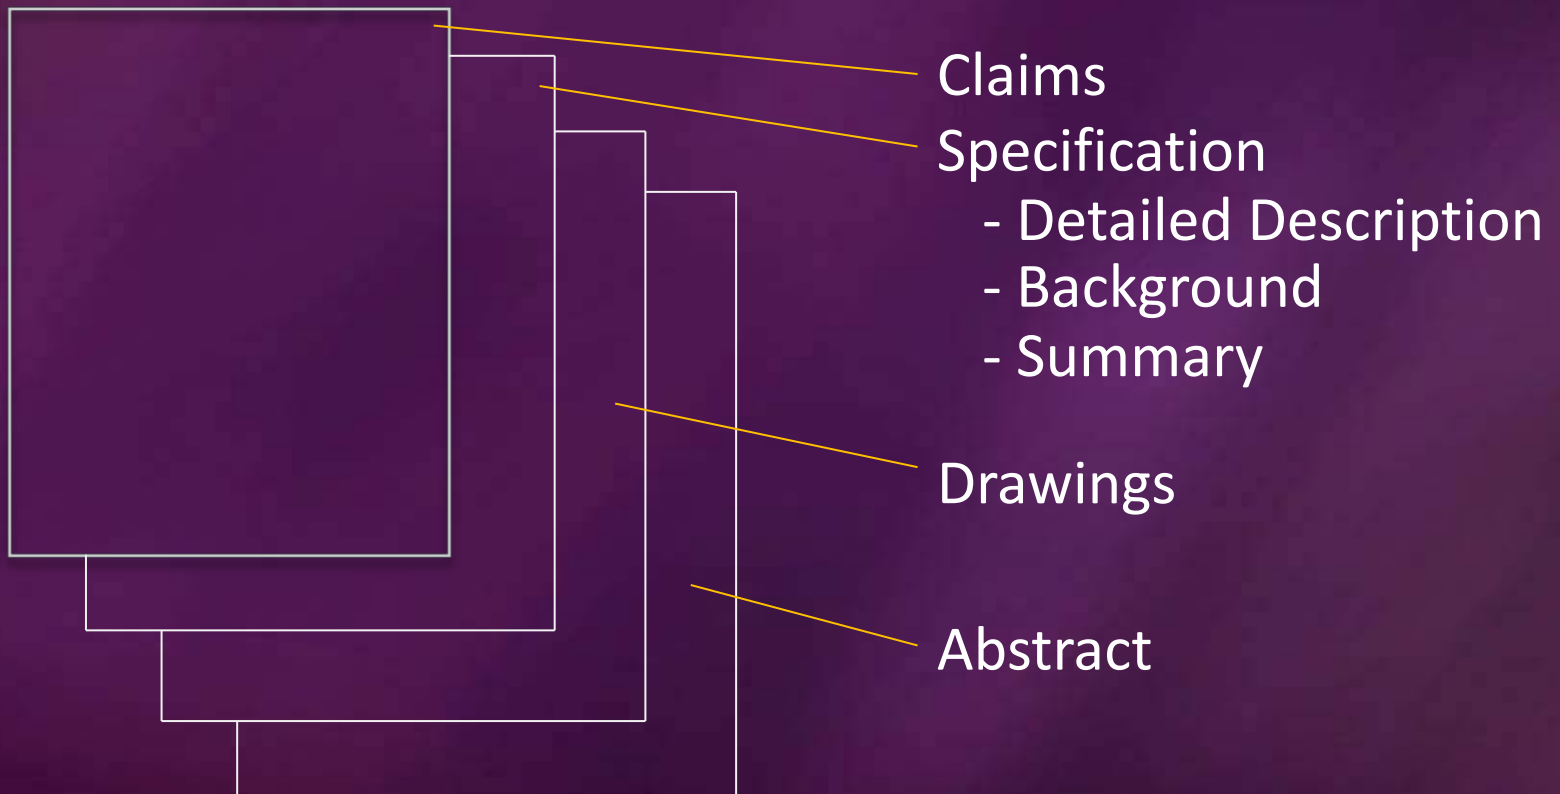 Claims
Specification
- Detailed Description
- Background
- Summary
Drawings
Abstract